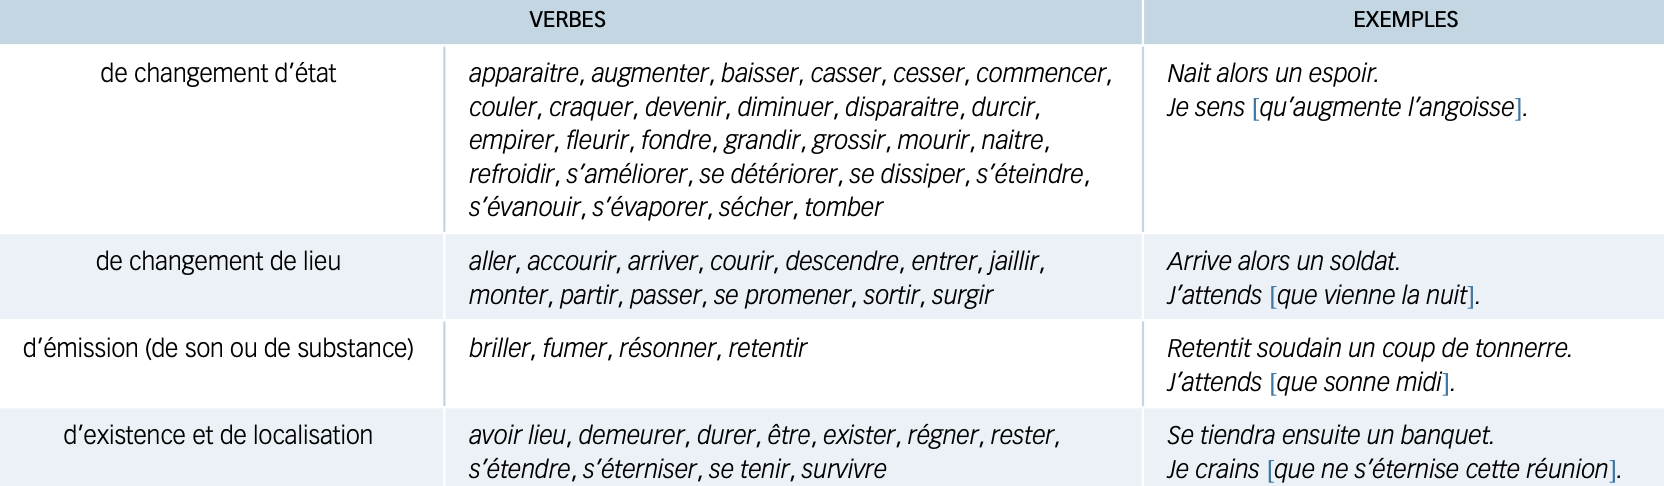 VERBES EXEMPLES
de changement d'état apparaitre, augmenter, baisser, casser, cesser, commencer, Nait alors un espoir.
couler, craquer, devenir, diminuer, disparaitre, durcir, Je sens [qu'augmente l'angoisse].
empirer, fleurir, fondre, grandir, grossir, mourir, naitre,
refroidir, s'améliorer, se détériorer, se dissiper, s'éteindre,
s'évanouir, s'évaporer, sécher, tomber
de changement de lieu aller, accourir, arriver, courir, descendre, entrer, jaillir, Arrive alors un soldat.
monter, partir, passer, se promener, sortir, surgir J'attends [que vienne la nuit].
d'émission (de son ou de substance) briller, fumer, résonner, retentir Retentit soudain un coup de tonnerre.
J'attends [que sonne midi].
d'existence et de localisation avoir lieu, demeurer, durer, être, exister, régner, rester, Se tiendra ensuite un banquet.
s'étendre, s'éterniser, se tenir, survivre Je crains [que ne s'éternise cette réunion].